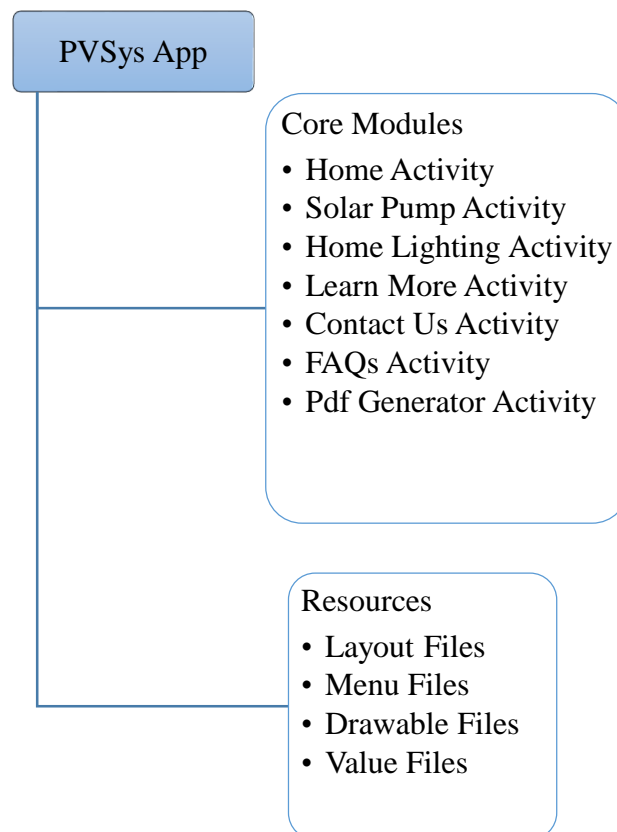 PVSys App
Core Modules
• Home Activity
• Solar Pump Activity
• Home Lighting Activity
• Learn More Activity
• Contact Us Activity
• FAQs Activity
• Pdf Generator Activity
Resources
• Layout Files
• Menu Files
• Drawable Files
• Value Files